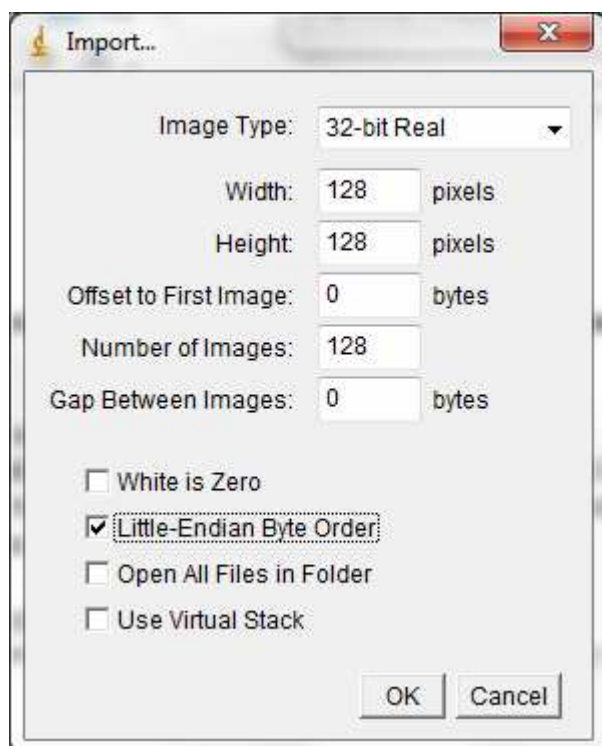 Import...
Image Type: 32-bit Real
Width: 128 pixels
Height: 128 pixels
Offset to First Image: 0 bytes
Number of Images: 128
Gap Between Images: 0 bytes
White is Zero
Little-Endian Byte Order
Open All Files in Folder
Use Virtual Stack
OK Cancel